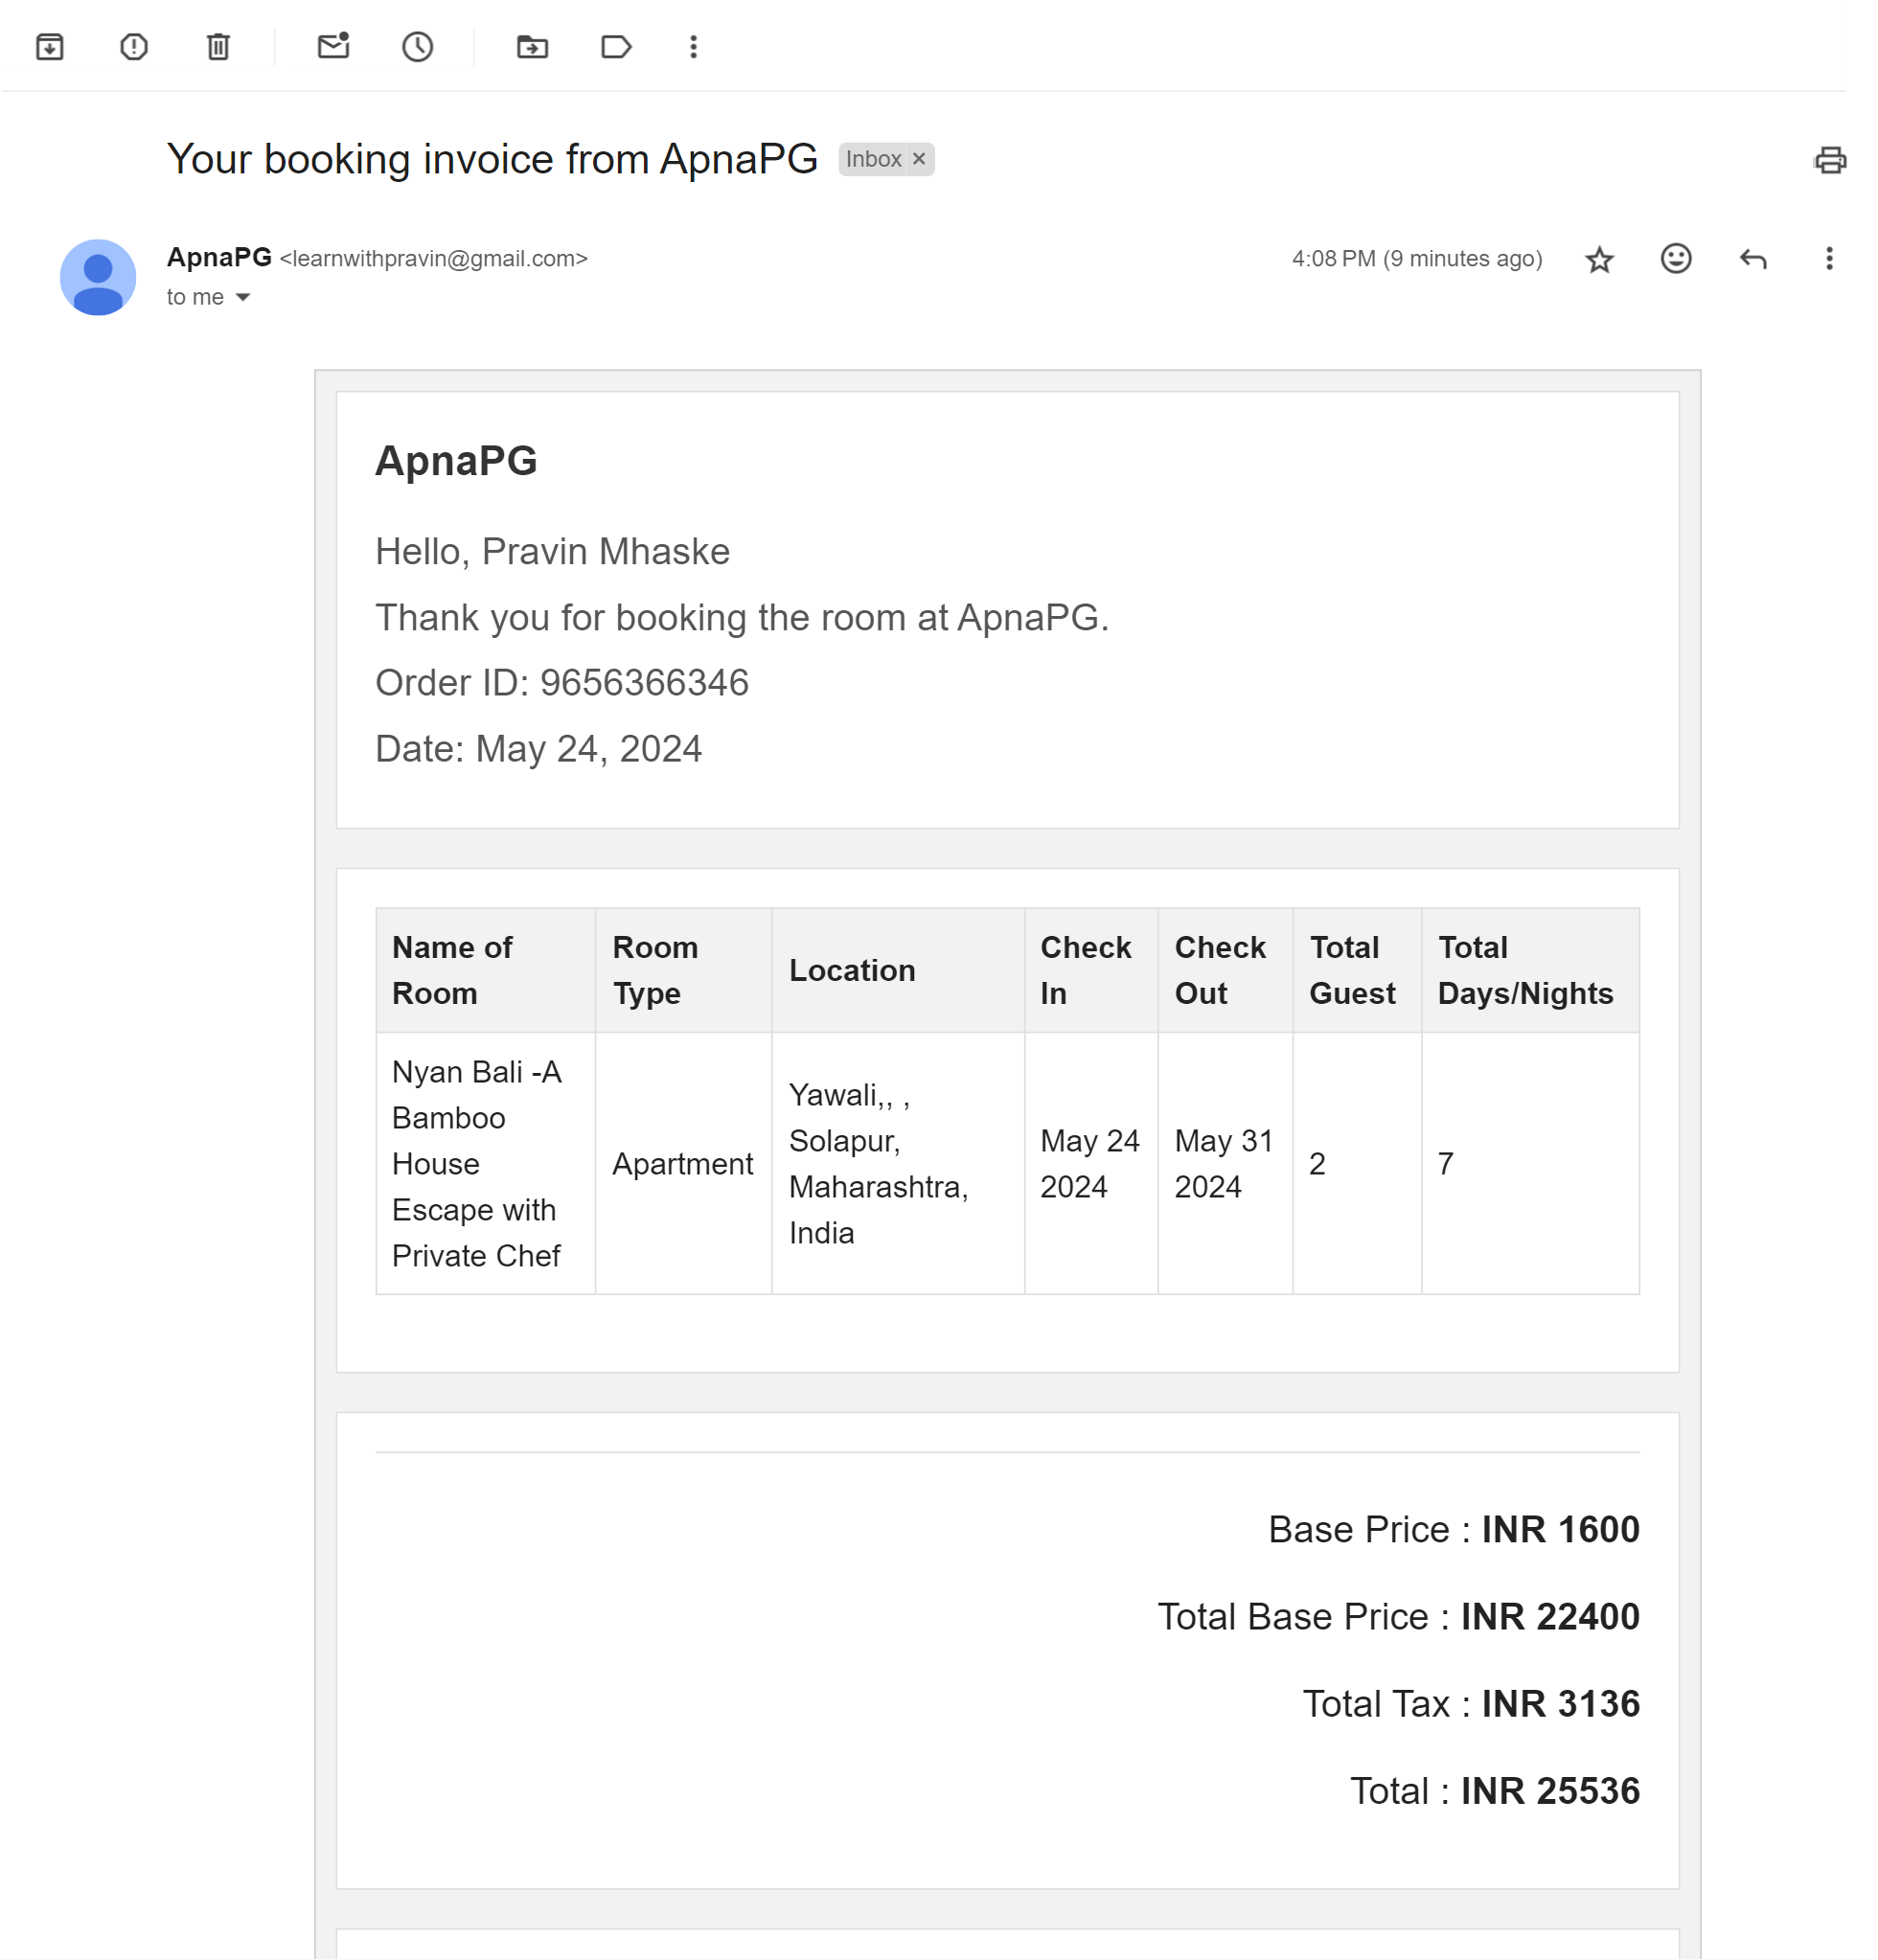 Your booking invoice from ApnaPG Inbox ×
ApnaPG <learnwithpravin@gmail.com> 4:08 PM (9 minutes ago)
to me
ApnaPG
Hello, Pravin Mhaske
Thank you for booking the room at ApnaPG.
Order ID: 9656366346
Date: May 24, 2024
Name of Room Room Type Location Check In Check Out Total Guest Total Days/Nights
Nyan Bali -A
Bamboo
House
Escape with
Private Chef
Apartment
Yawali,, ,
Solapur,
Maharashtra,
India
May 24
2024
May 31
2024
2
7
Base Price : INR 1600
Total Base Price : INR 22400
Total Tax : INR 3136
Total : INR 25536